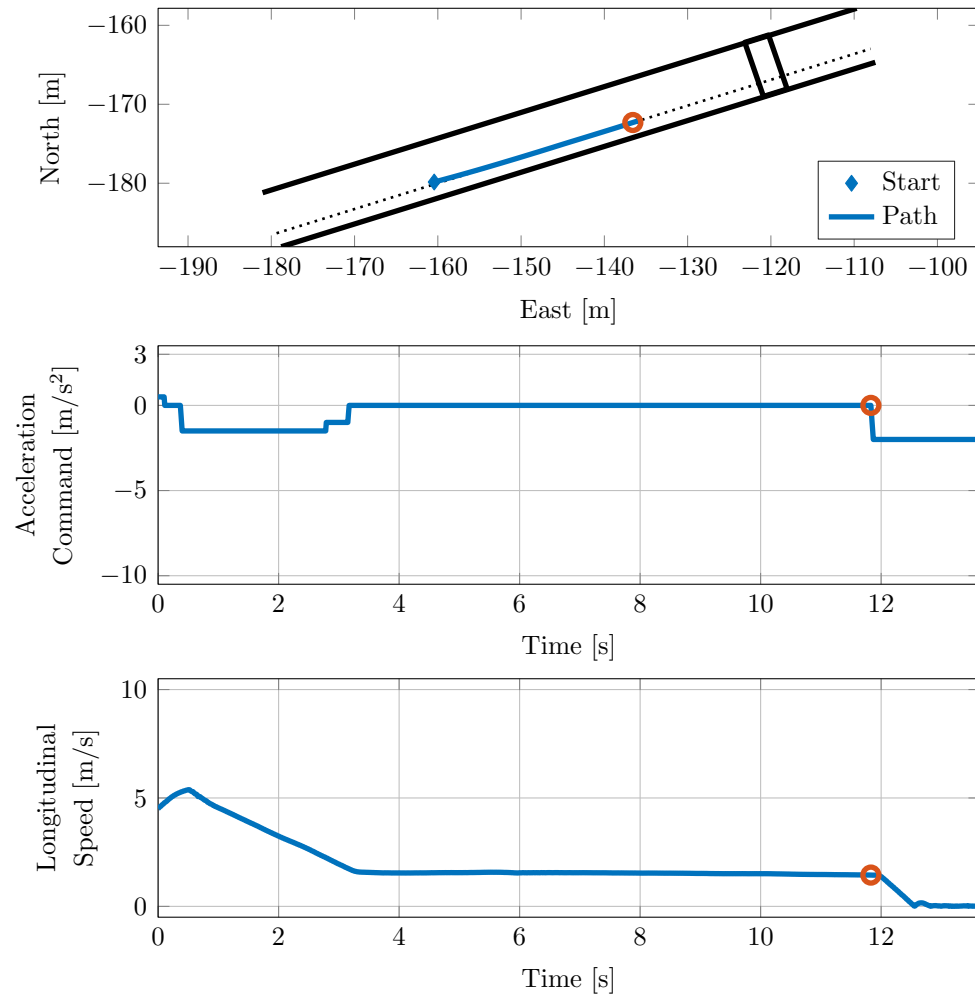 −160
−170
−180
North [m]
Start
Path
−190 −180 −170 −160 −150 −140 −130 −120 −110 −100
East [m]
3
0
−5
−10
Acceleration
Command [m/s²]
0 2 4 6 8 10 12
Time [s]
10
5
0
Longitudinal
Speed [m/s]
0 2 4 6 8 10 12
Time [s]